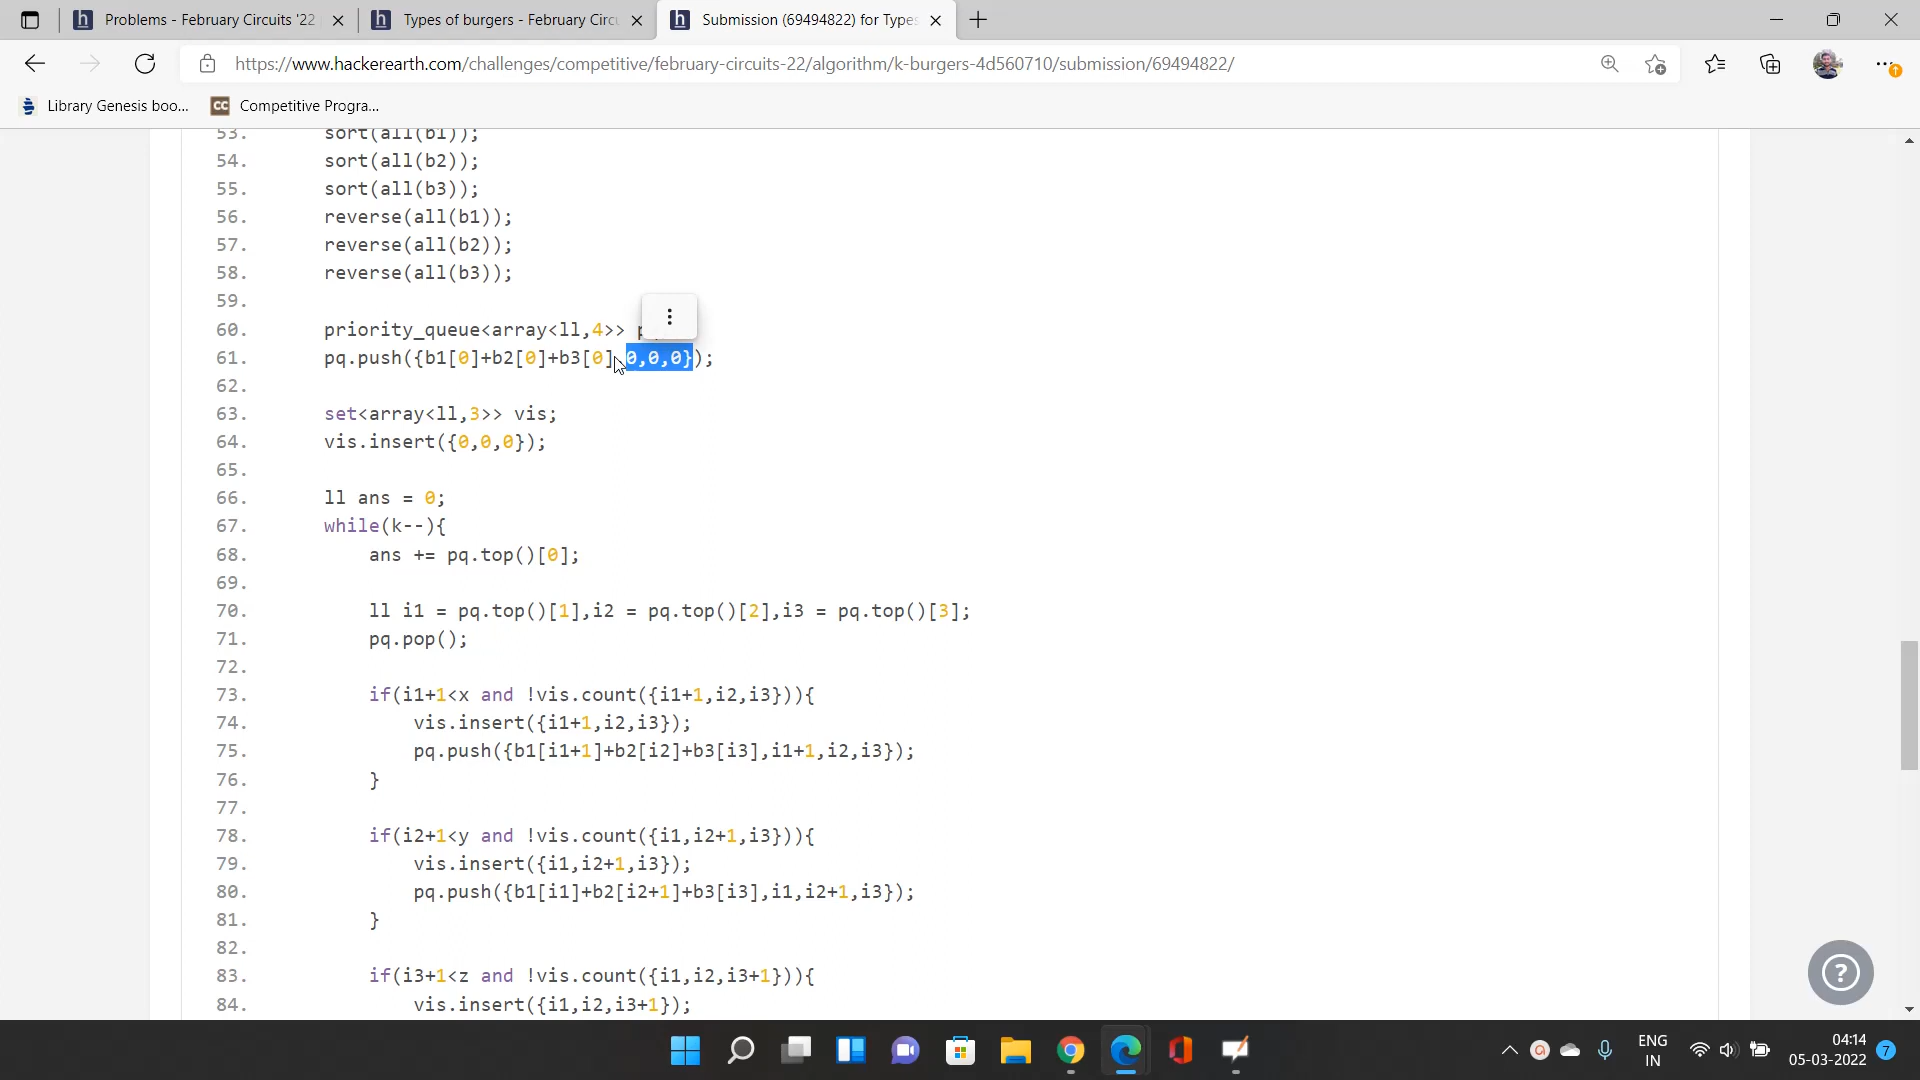 Problems - February Circuits '22
Types of burgers - February Circu
Submission (69494822) for Types
https://www.hackerearth.com/challenges/competitive/february-circuits-22/algorithm/k-burgers-4d560710/submission/69494822/
Library Genesis boo...
CC Competitive Progra...
53. sort(all(b1));
54. sort(all(b2));
55. sort(all(b3));
56. reverse(all(b1));
57. reverse(all(b2));
58. reverse(all(b3));
59.
60. priority_queue<array<ll,4>>
61. pq.push({b1[0]+b2[0]+b3[0],0,0,0});
62.
63. set<array<ll,3>> vis;
64. vis.insert({0,0,0});
65.
66. ll ans = 0;
67. while(k--){
68. ans += pq.top()[0];
69.
70. ll i1 = pq.top()[1],i2 = pq.top()[2],i3 = pq.top()[3];
71. pq.pop();
72.
73. if(i1+1<x and !vis.count({i1+1,i2,i3})){
74. vis.insert({i1+1,i2,i3});
75. pq.push({b1[i1+1]+b2[i2]+b3[i3],i1+1,i2,i3});
76. }
77.
78. if(i2+1<y and !vis.count({i1,i2+1,i3})){
79. vis.insert({i1,i2+1,i3});
80. pq.push({b1[i1]+b2[i2+1]+b3[i3],i1,i2+1,i3});
81. }
82.
83. if(i3+1<z and !vis.count({i1,i2,i3+1})){
84. vis.insert({i1,i2,i3+1});
?
ENG
IN
04:14
05-03-2022
7